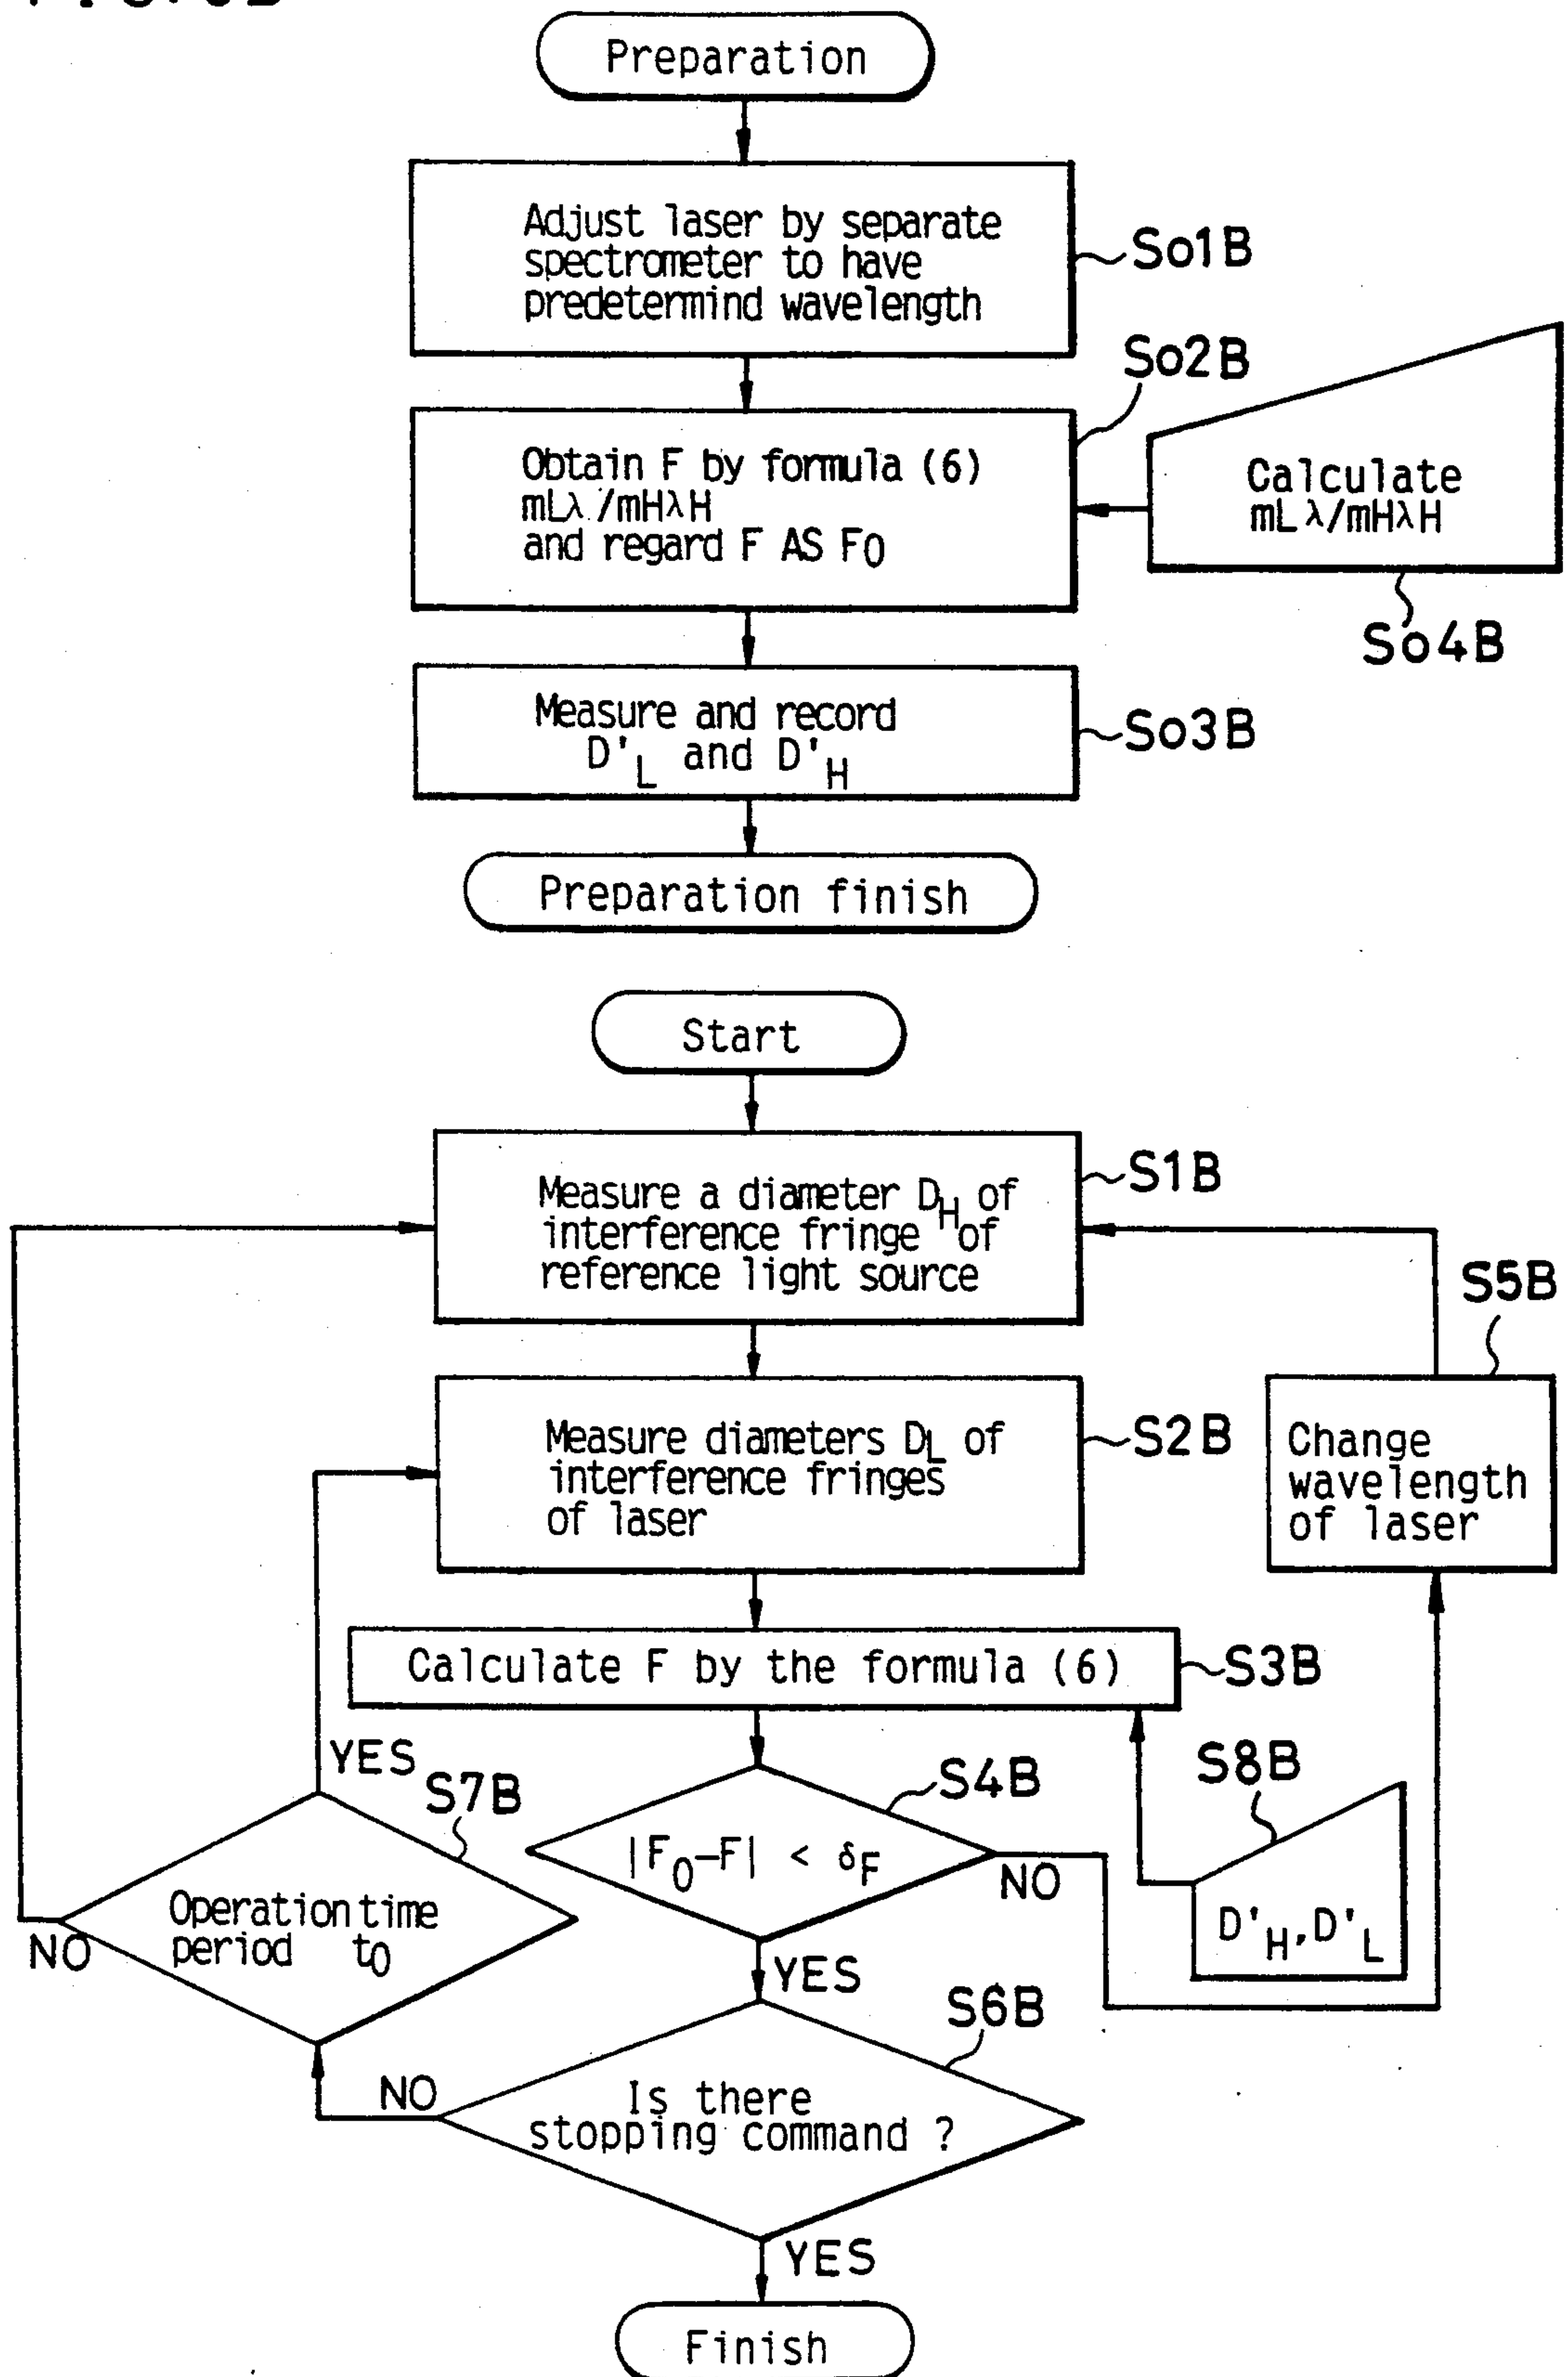 Preparation
Adjust laser by separate
spectrometer to have
predetermind wavelength
So1B
So2B
Obtain F by formula (6)
mLλ/mHλH
and regard F AS F0
Calculate
mLλ/mHλH
So4B
Measure and record
D'L and D'H
So3B
Preparation finish
Start
Measure a diameter DH of
interference fringe of
reference light source
S1B
S5B
Measure diameters DL of
interference fringes
of laser
S2B
Change
wavelength
of laser
Calculate F by the formula (6)
S3B
YES
S7B
S4B
S8B
|F0-F| < δF
NO
Operation time
period t0
NO
D'H, D'L
YES
S6B
NO
Is there
stopping command ?
YES
Finish